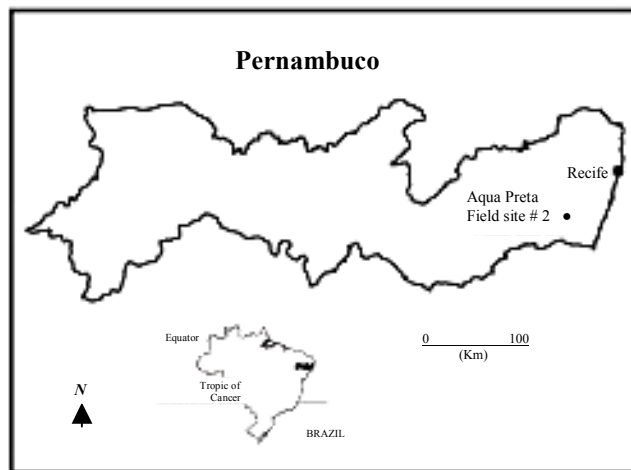 Pernambuco
Recife
Aqua Preta
Field site # 2
Equator
0 100
(Km)
Tropic of
Cancer
N
BRAZIL